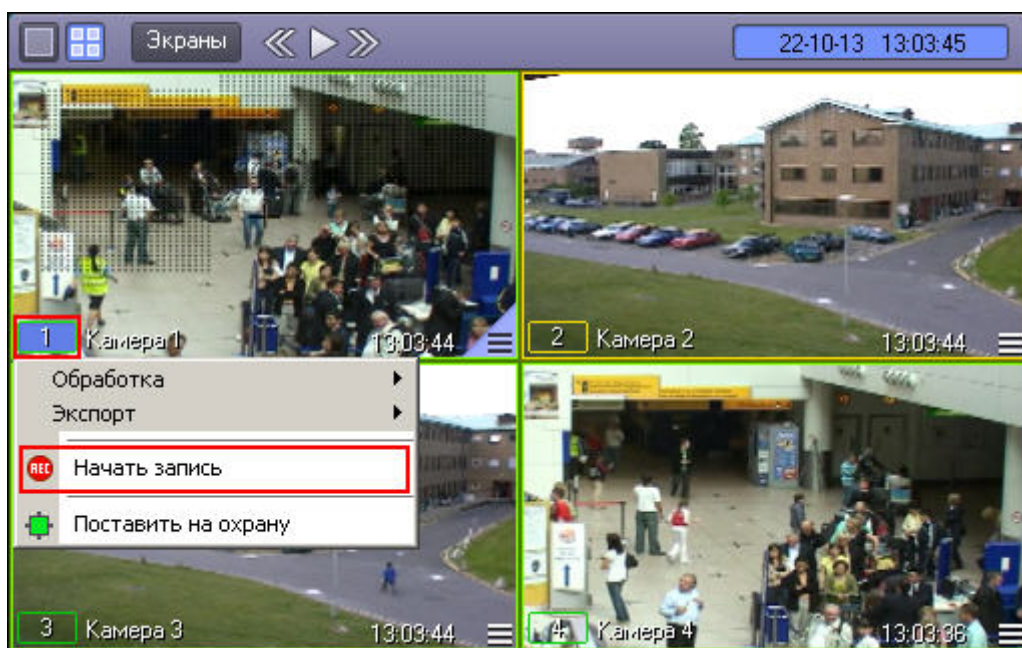 Экраны
22-10-13 13:03:45
1 Камера 1 13:03:44
2 Камера 2 13:03:44
Обработка
Экспорт
REC Начать запись
Поставить на охрану
3 Камера 3 13:03:44
4 Камера 4 13:03:36